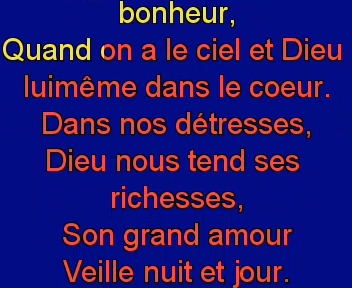 bonheur,
Quand on a le ciel et Dieu
luimême dans le coeur.
Dans nos détresses,
Dieu nous tend ses
richesses,
Son grand amour
Veille nuit et jour.